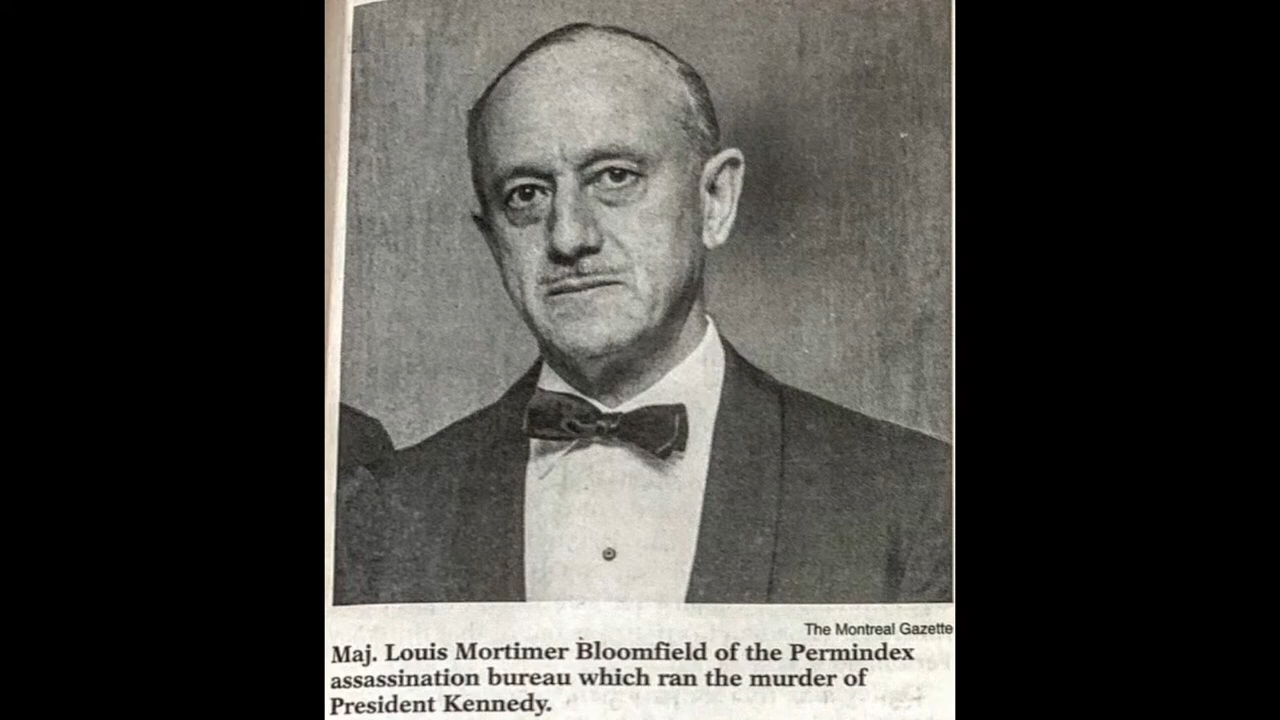 The Montreal Gazette
Maj. Louis Mortimer Bloomfield of the Permindex
assassination bureau which ran the murder of
President Kennedy.